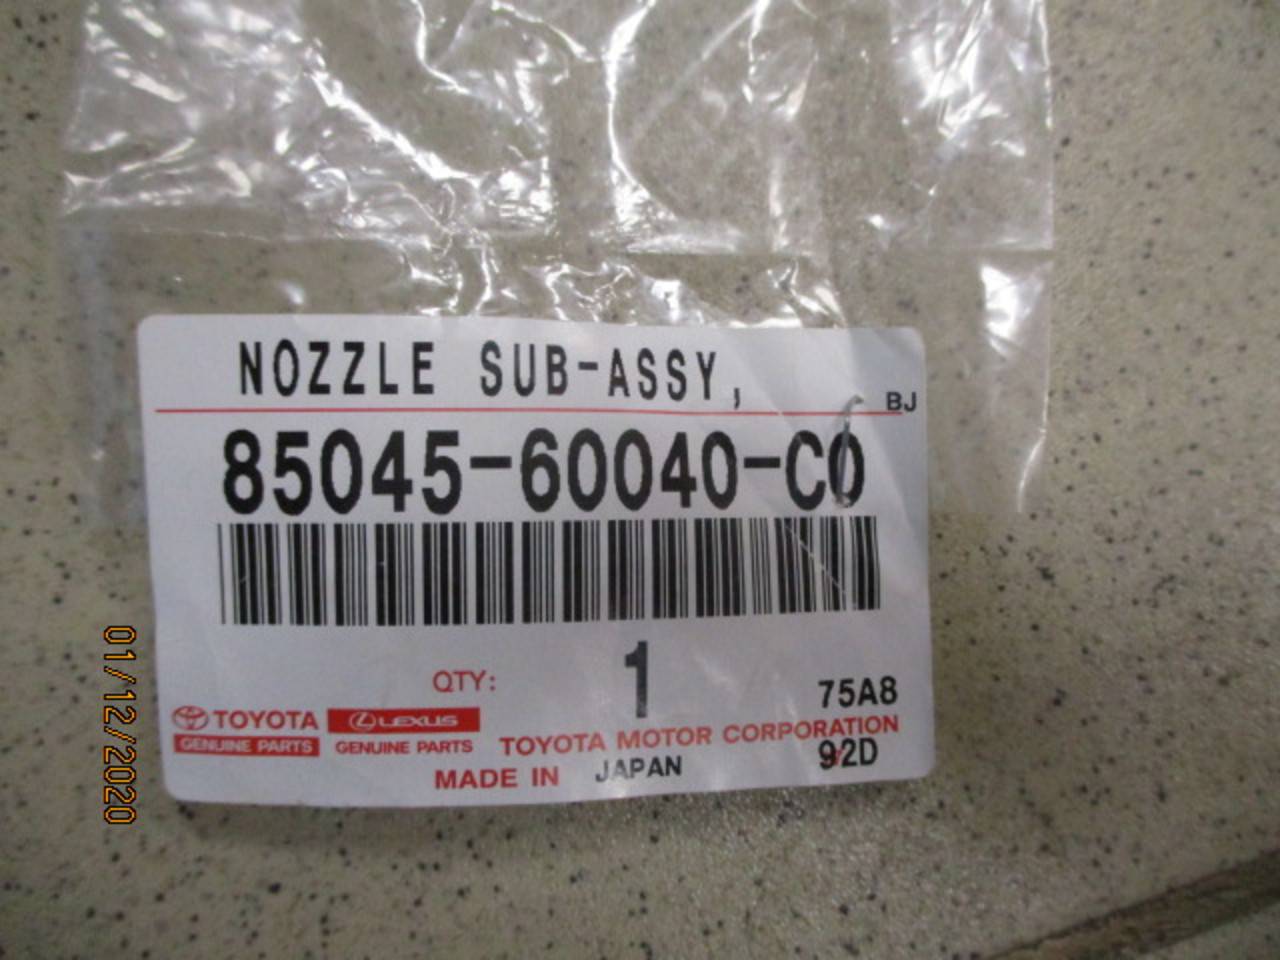 NOZZLE SUB-ASSY,
BJ
85045-60040-C0
QTY: 1
75A8
TOYOTA
GENUINE PARTS
LEXUS
GENUINE PARTS
TOYOTA MOTOR CORPORATION
92D
MADE IN JAPAN
01/12/2020